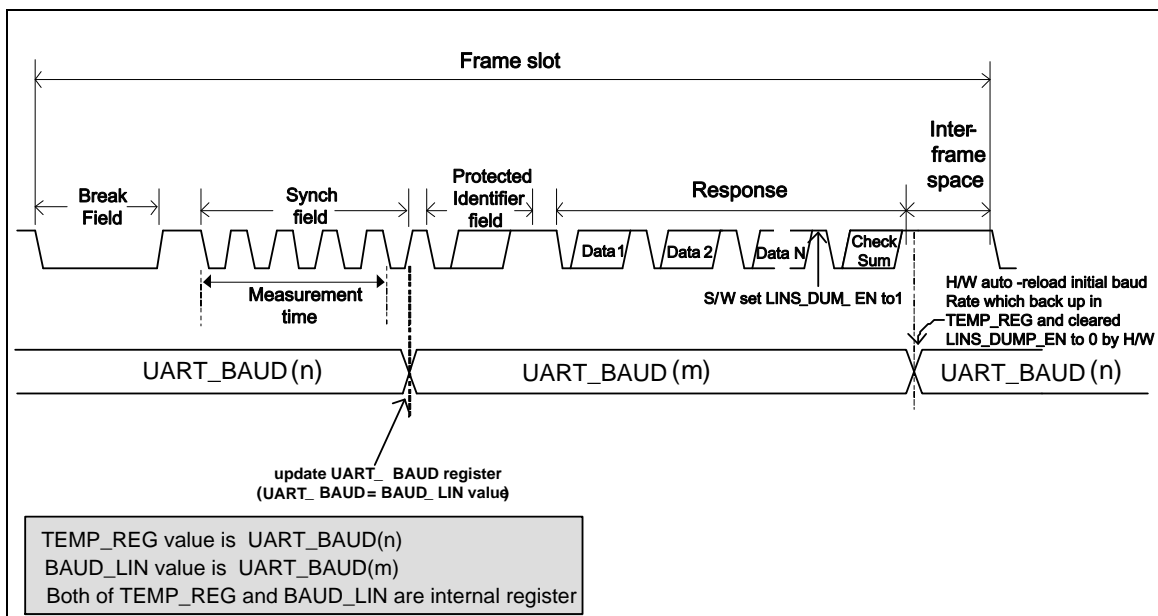 Frame slot
Inter-
frame
space
Break
Field
Synch
field
Protected
Identifier
field
Response
Data 1
Data 2
Data N
Check
Sum
Measurement
time
S/W set LINS_DUM_ EN to1
H/W auto -reload initial baud
Rate which back up in
TEMP_REG and cleared
LINS_DUMP_EN to 0 by H/W
UART_BAUD (n)
UART_BAUD (m)
UART_BAUD (n)
update UART_ BAUD register
(UART_ BAUD = BAUD_ LIN value)
TEMP_REG value is UART_BAUD(n)
BAUD_LIN value is UART_BAUD(m)
Both of TEMP_REG and BAUD_LIN are internal register